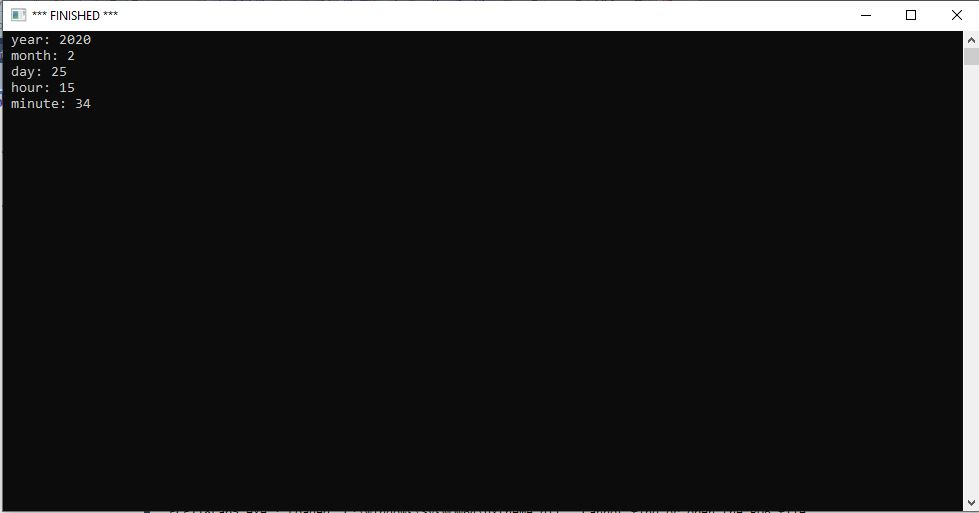 *** FINISHED ***
year: 2020
month: 2
day: 25
hour: 15
minute: 34